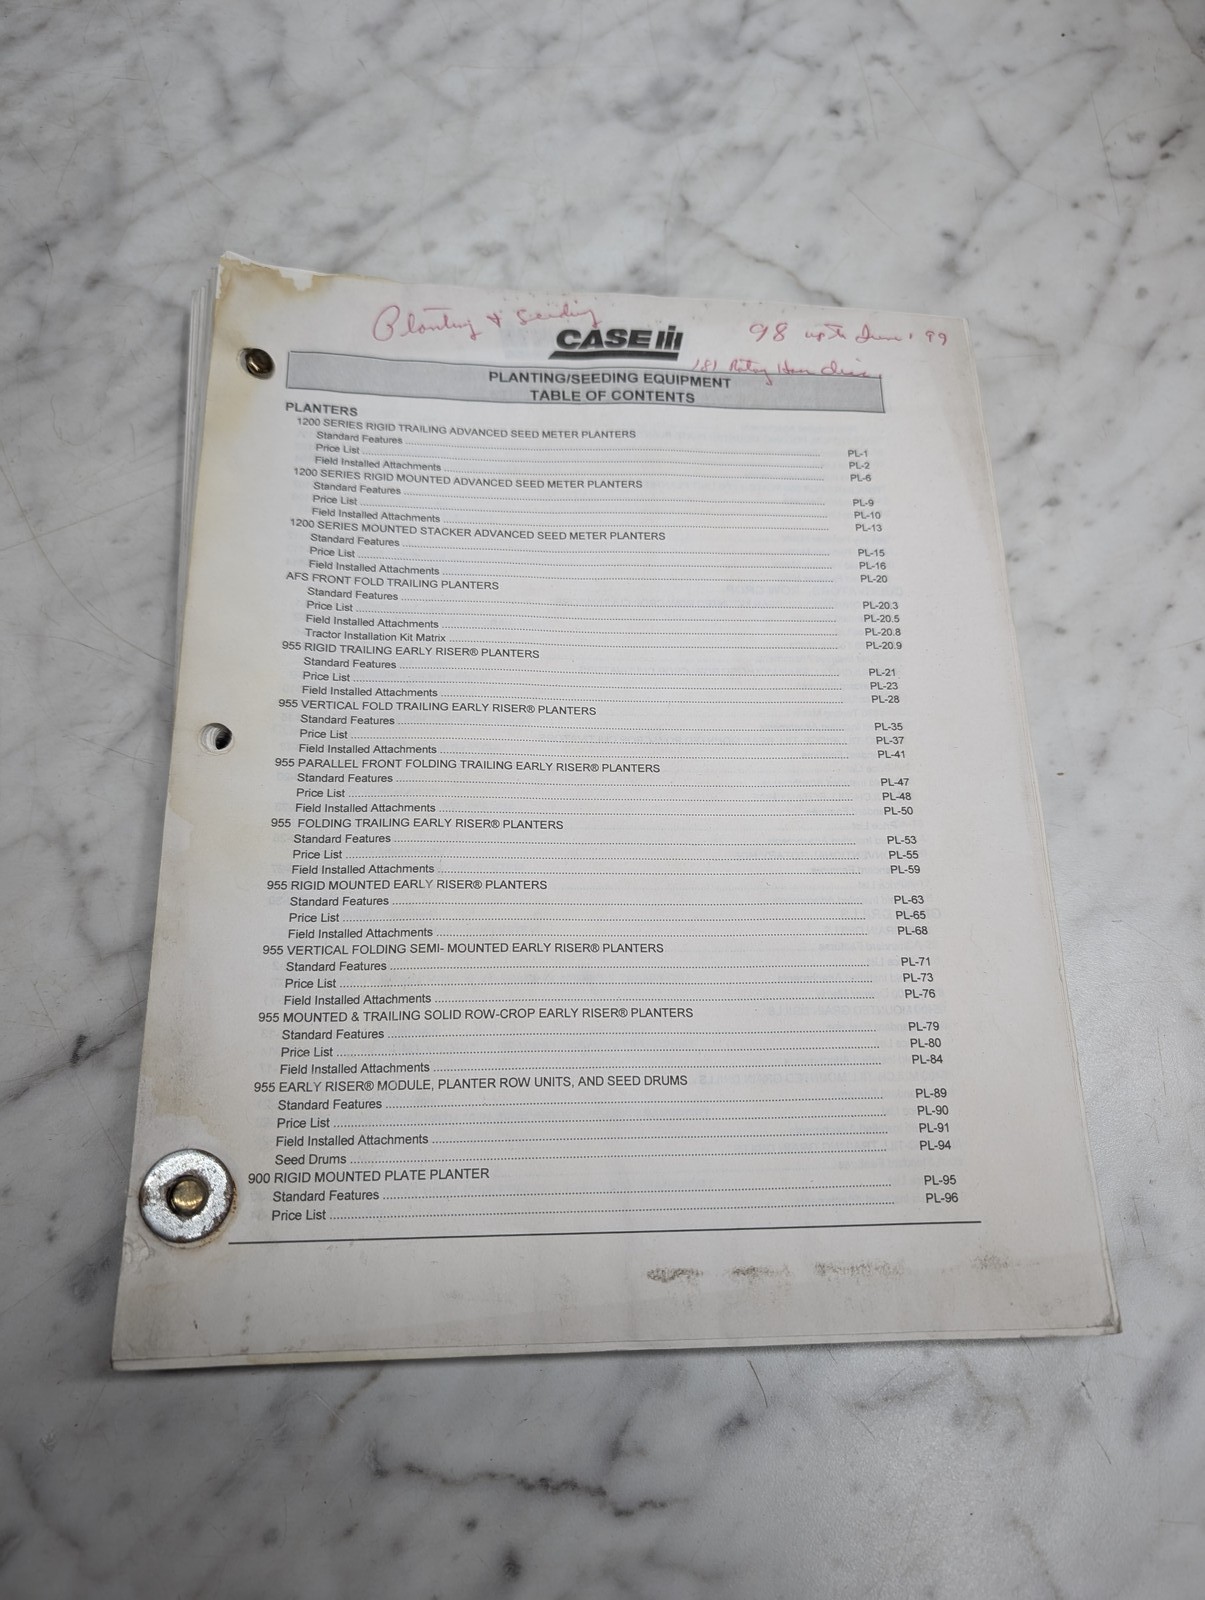 Planting & Seeding
98 up to June '99
CASE IH
181 Rotary Hoe
PLANTING/SEEDING EQUIPMENT
TABLE OF CONTENTS
PLANTERS
1200 SERIES RIGID TRAILING ADVANCED SEED METER PLANTERS
Standard Features ........ PL-1
Price List ........ PL-2
Field Installed Attachments ........ PL-6
1200 SERIES RIGID MOUNTED ADVANCED SEED METER PLANTERS
Standard Features ........ PL-9
Price List ........ PL-10
Field Installed Attachments ........ PL-13
1200 SERIES MOUNTED STACKER ADVANCED SEED METER PLANTERS
Standard Features ........ PL-15
Price List ........ PL-16
Field Installed Attachments ........ PL-20
AFS FRONT FOLD TRAILING PLANTERS
Standard Features ........ PL-20.3
Price List ........ PL-20.5
Field Installed Attachments ........ PL-20.8
Tractor Installation Kit Matrix ........ PL-20.9
955 RIGID TRAILING EARLY RISER® PLANTERS
Standard Features ........ PL-21
Price List ........ PL-23
Field Installed Attachments ........ PL-28
955 VERTICAL FOLD TRAILING EARLY RISER® PLANTERS
Standard Features ........ PL-35
Price List ........ PL-37
Field Installed Attachments ........ PL-41
955 PARALLEL FRONT FOLDING TRAILING EARLY RISER® PLANTERS
Standard Features ........ PL-47
Price List ........ PL-48
Field Installed Attachments ........ PL-50
955 FOLDING TRAILING EARLY RISER® PLANTERS
Standard Features ........ PL-53
Price List ........ PL-55
Field Installed Attachments ........ PL-59
955 RIGID MOUNTED EARLY RISER® PLANTERS
Standard Features ........ PL-63
Price List ........ PL-65
Field Installed Attachments ........ PL-68
955 VERTICAL FOLDING SEMI- MOUNTED EARLY RISER® PLANTERS
Standard Features ........ PL-71
Price List ........ PL-73
Field Installed Attachments ........ PL-76
955 MOUNTED & TRAILING SOLID ROW-CROP EARLY RISER® PLANTERS
Standard Features ........ PL-79
Price List ........ PL-80
Field Installed Attachments ........ PL-84
955 EARLY RISER® MODULE, PLANTER ROW UNITS, AND SEED DRUMS
Standard Features ........ PL-89
Price List ........ PL-90
Field Installed Attachments ........ PL-91
Seed Drums ........ PL-94
900 RIGID MOUNTED PLATE PLANTER
Standard Features ........ PL-95
Price List ........ PL-96